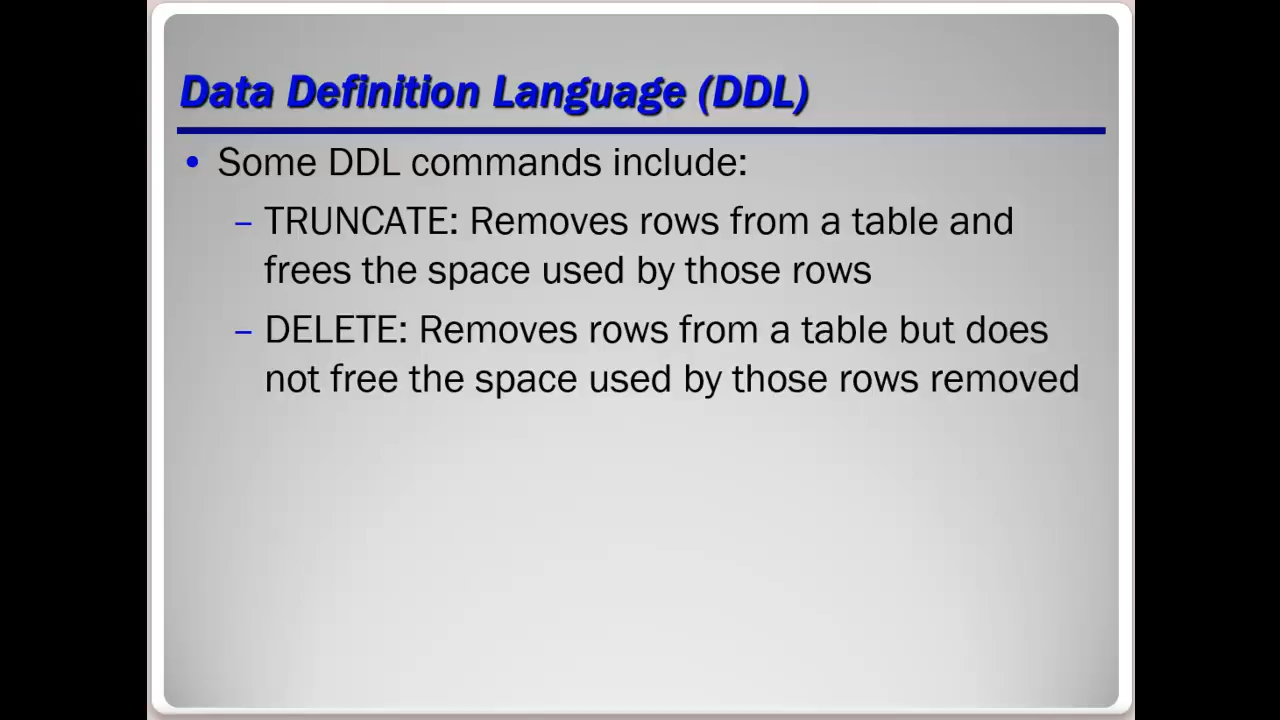 Data Definition Language (DDL)
• Some DDL commands include:
– TRUNCATE: Removes rows from a table and
frees the space used by those rows
– DELETE: Removes rows from a table but does
not free the space used by those rows removed